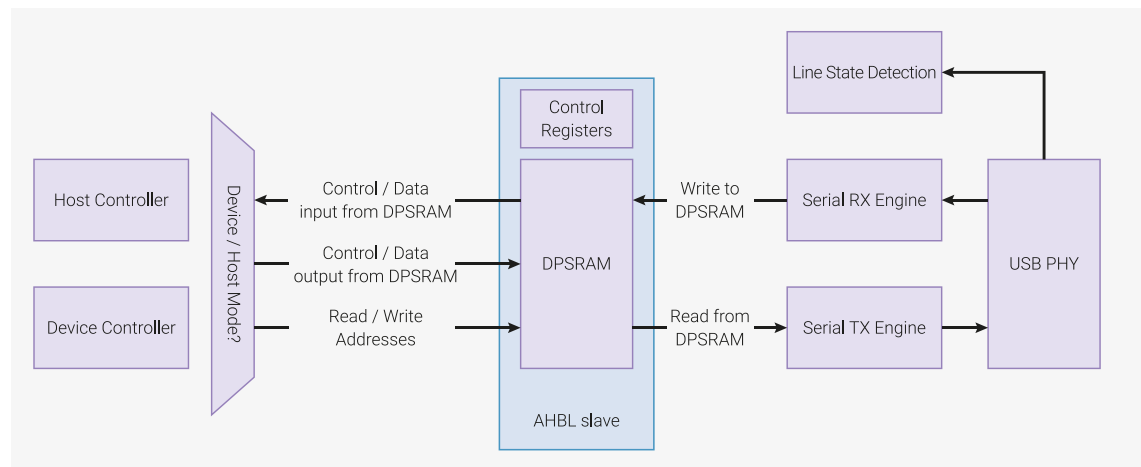 Line State Detection
Control
Registers
Host Controller
Device / Host Mode?
Control / Data
input from DPSRAM
Write to
DPSRAM
Serial RX Engine
Control / Data
output from DPSRAM
DPSRAM
USB PHY
Device Controller
Read / Write
Addresses
Read from
DPSRAM
Serial TX Engine
AHBL slave